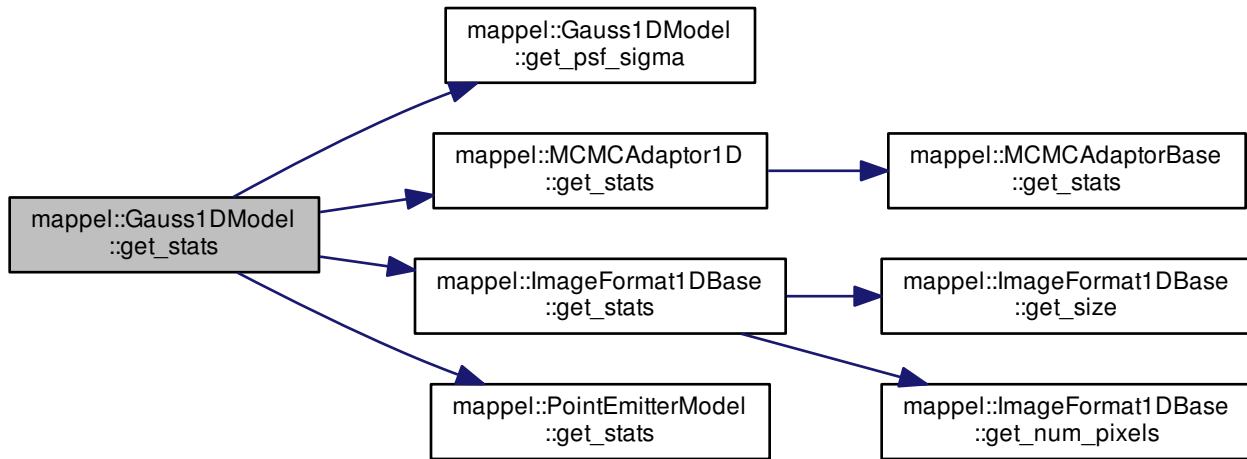 mappel::Gauss1DModel
::get_psf_sigma
mappel::MCMCAdaptor1D
::get_stats
mappel::MCMCAdaptorBase
::get_stats
mappel::Gauss1DModel
::get_stats
mappel::ImageFormat1DBase
::get_stats
mappel::ImageFormat1DBase
::get_size
mappel::PointEmitterModel
::get_stats
mappel::ImageFormat1DBase
::get_num_pixels